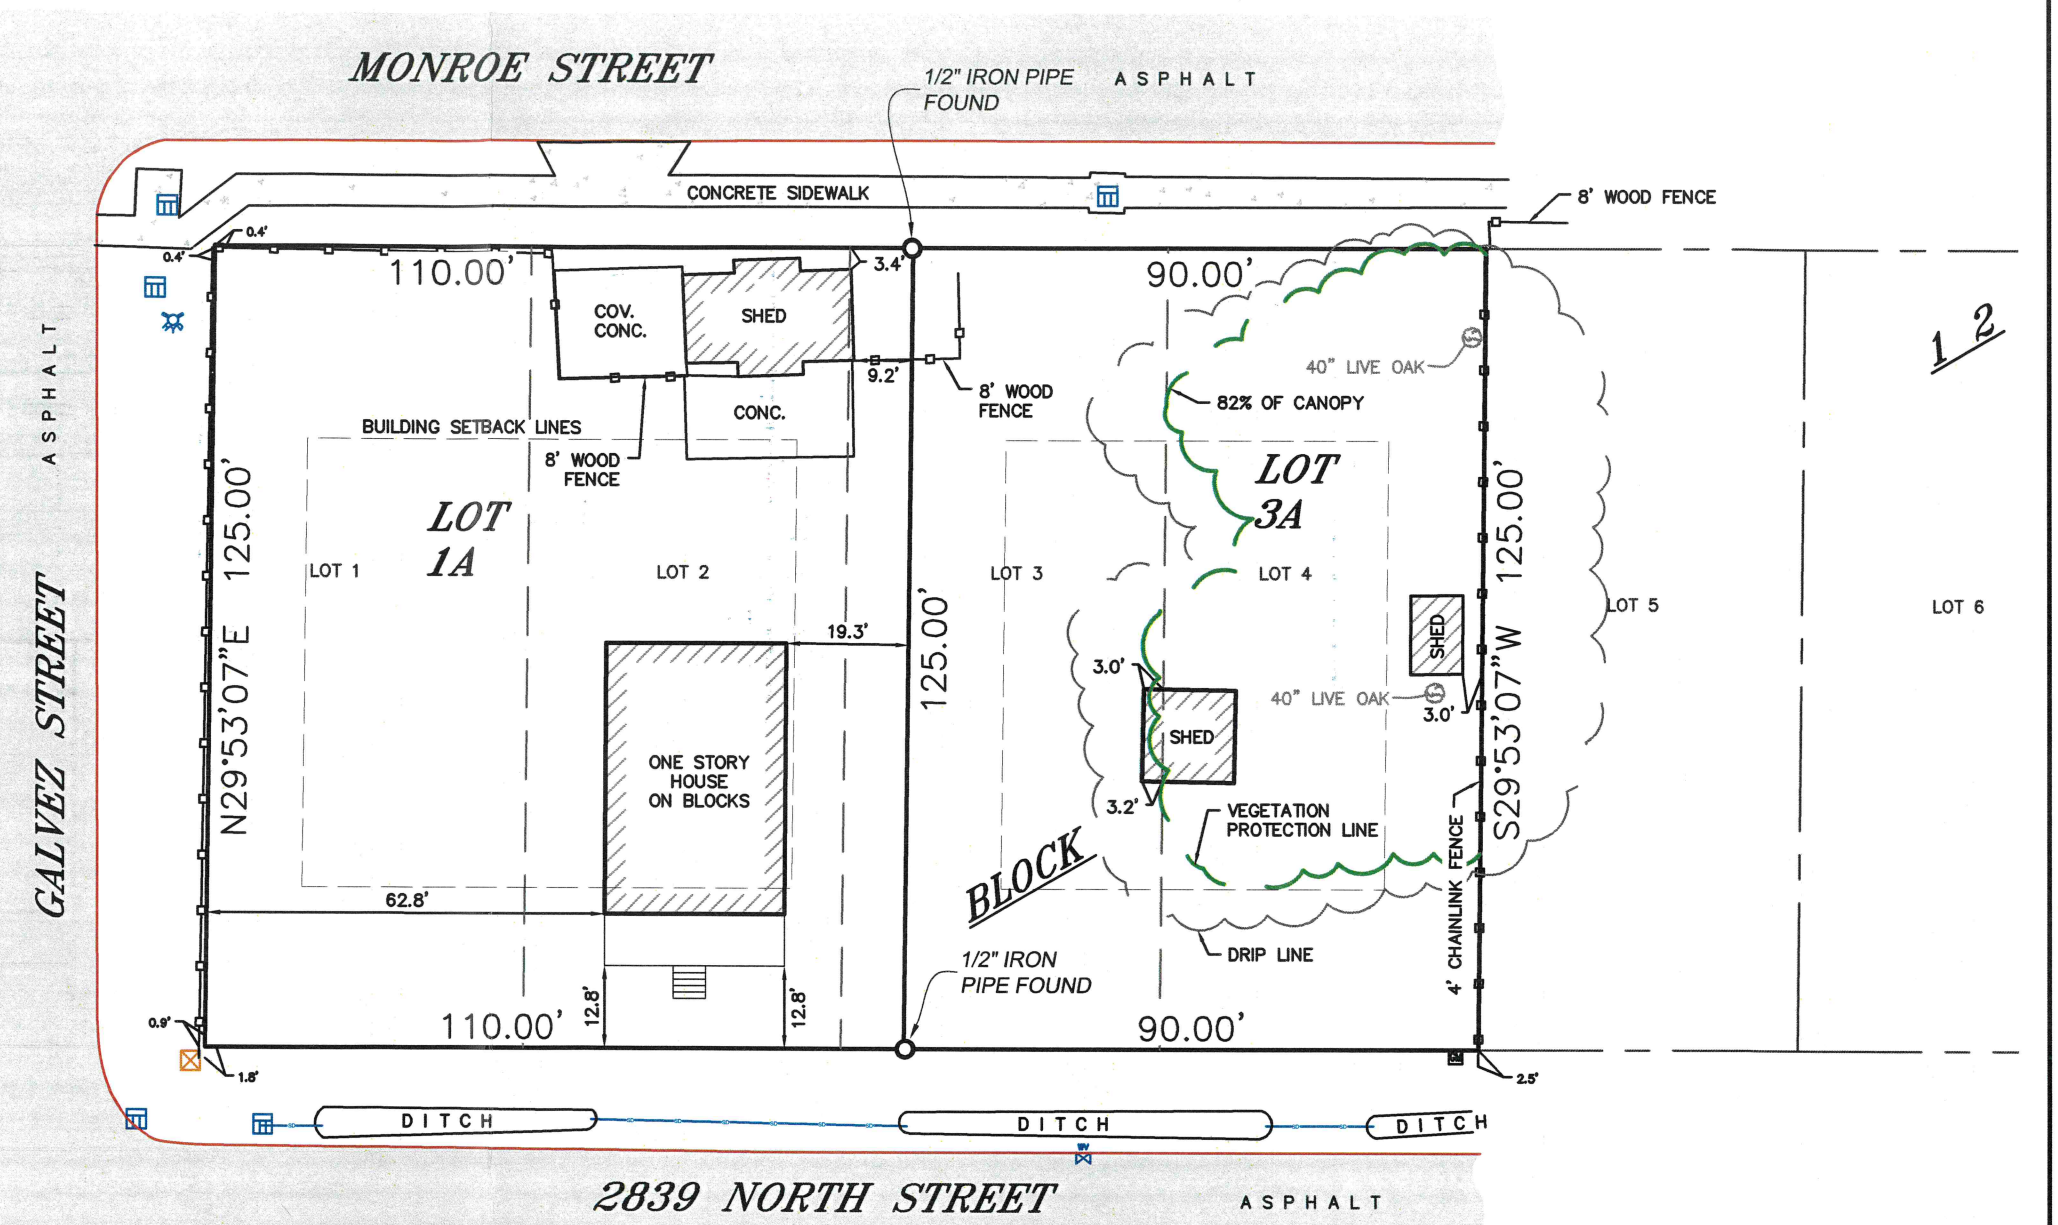 MONROE STREET
1/2" IRON PIPE
FOUND
ASPHALT
CONCRETE SIDEWALK
8' WOOD FENCE
0.4'
0.4'
110.00'
3.4'
90.00'
COV.
CONC.
SHED
12
40" LIVE OAK
9.2'
8' WOOD
FENCE
82% OF CANOPY
CONC.
BUILDING SETBACK LINES
8' WOOD
FENCE
ASPHALT
LOT
1A
LOT
3A
125.00'
125.00'
LOT 1
LOT 2
LOT 3
LOT 4
LOT 5
LOT 6
19.3'
125.00'
SHED
3.0'
40" LIVE OAK
3.0'
SHED
N29°53'07"E
S29°53'07"W
GALVEZ STREET
ONE STORY
HOUSE
ON BLOCKS
3.2'
VEGETATION
PROTECTION LINE
BLOCK
62.8'
DRIP LINE
4' CHAINLINK FENCE
1/2" IRON
PIPE FOUND
12.8'
12.8'
0.9'
110.00'
90.00'
1.8'
2.5'
DITCH
DITCH
DITCH
SD
SD
SD
SD
WV
2839 NORTH STREET
ASPHALT